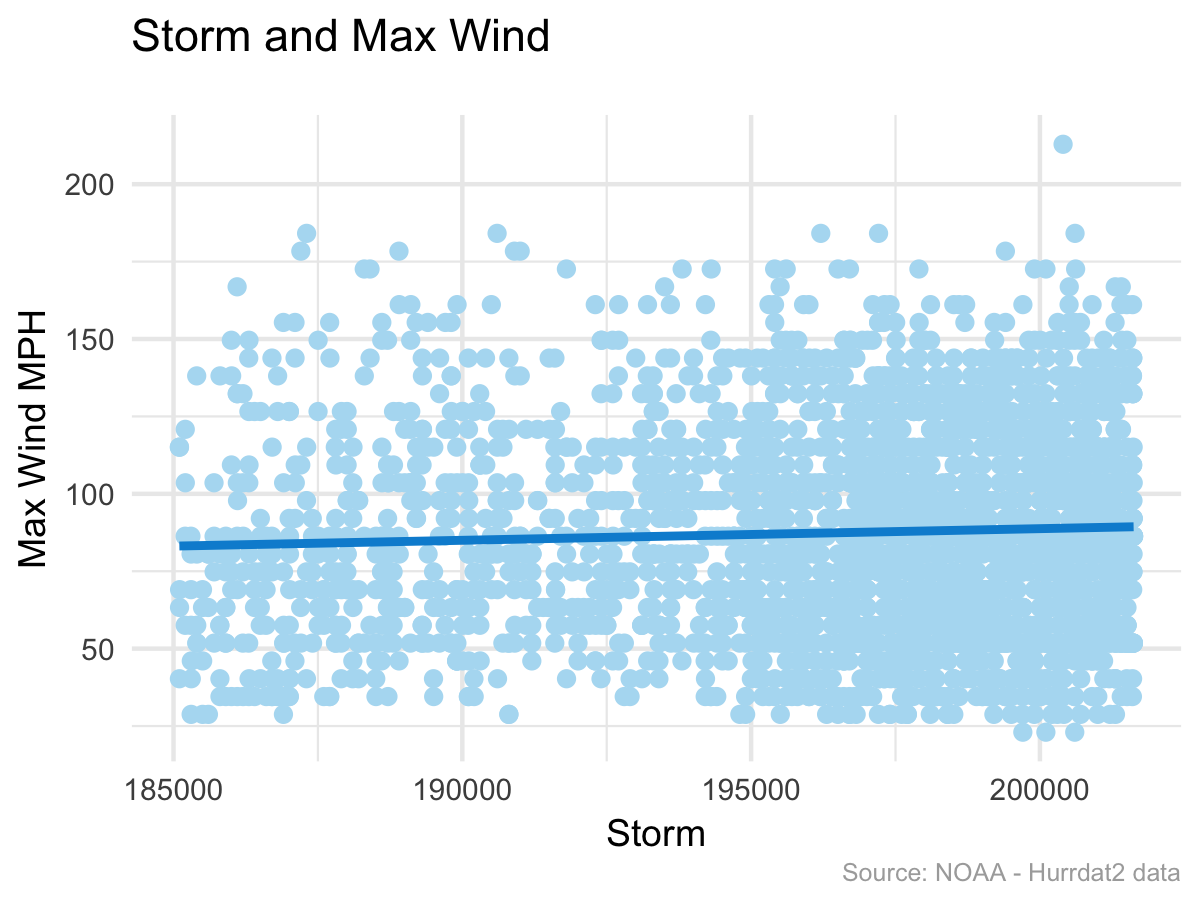 Storm and Max Wind
Max Wind MPH
200
150
100
50
185000
190000
195000
200000
Storm
Source: NOAA - Hurrdat2 data